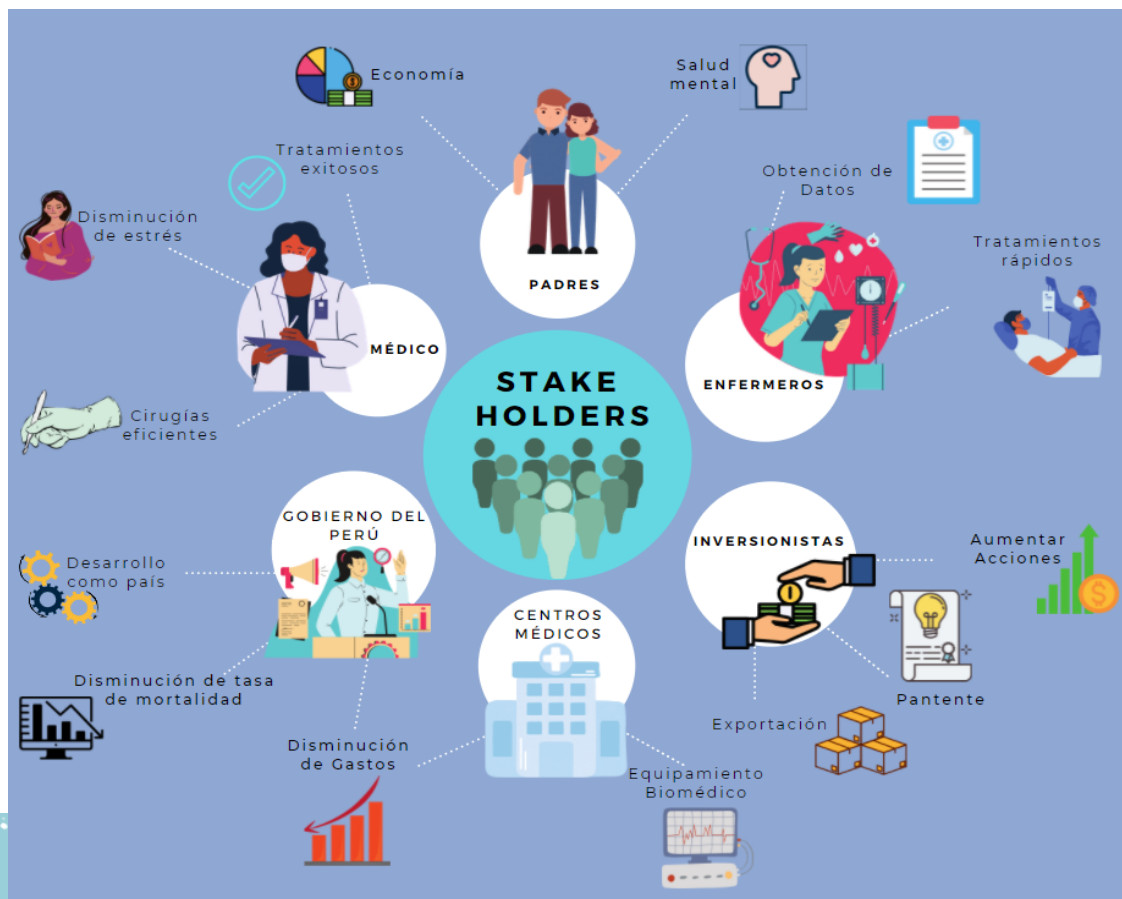 Economía
Salud
mental
Tratamientos
exitosos
Obtención de
Datos
Disminución
de estrés
Tratamientos
rápidos
PADRES
MÉDICO
ENFERMEROS
STAKE
HOLDERS
Cirugías
eficientes
GOBIERNO DEL
PERÚ
INVERSIONISTAS
Aumentar
Acciones
Desarrollo
como país
CENTROS
MÉDICOS
Disminución de tasa
de mortalidad
Pantente
Exportación
Disminución
de Gastos
Equipamiento
Biomédico